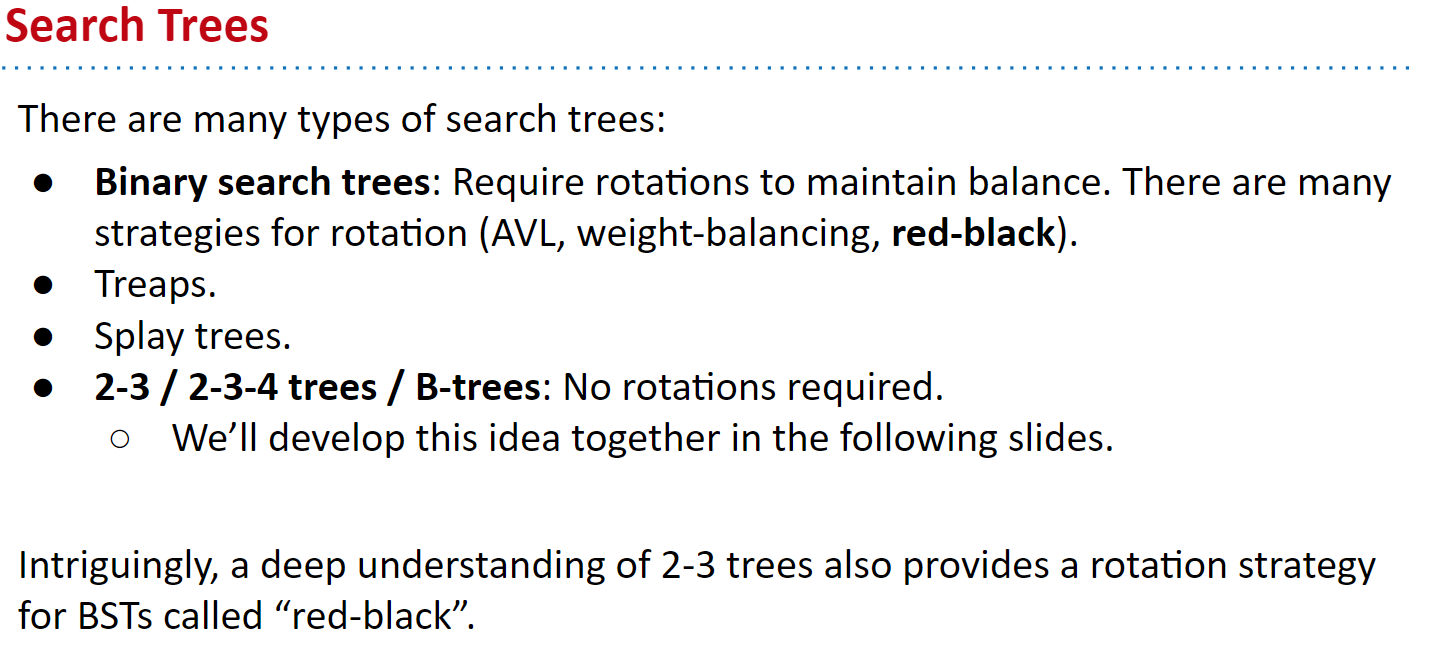 Search Trees
There are many types of search trees:
● Binary search trees: Require rotations to maintain balance. There are many
strategies for rotation (AVL, weight-balancing, red-black).
● Treaps.
● Splay trees.
● 2-3 / 2-3-4 trees / B-trees: No rotations required.
○ We’ll develop this idea together in the following slides.
Intriguingly, a deep understanding of 2-3 trees also provides a rotation strategy
for BSTs called “red-black”.